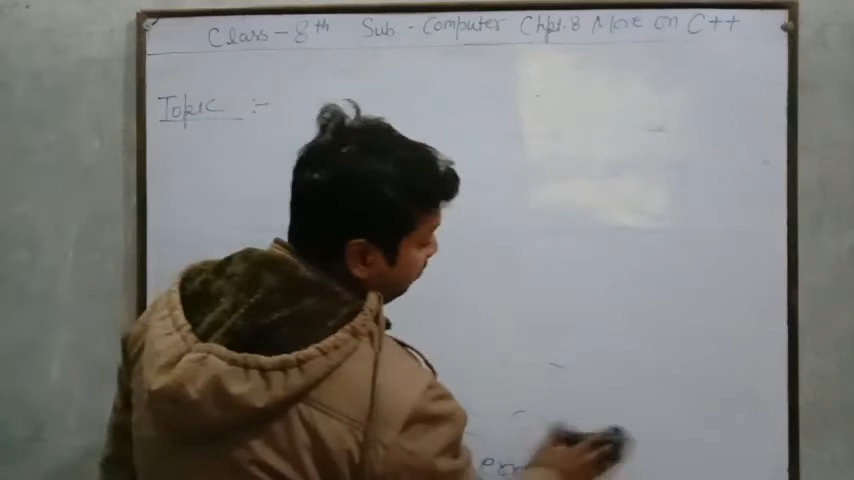 Class - 8th Sub - Computer Chpt.8 More on C++
Topic :-